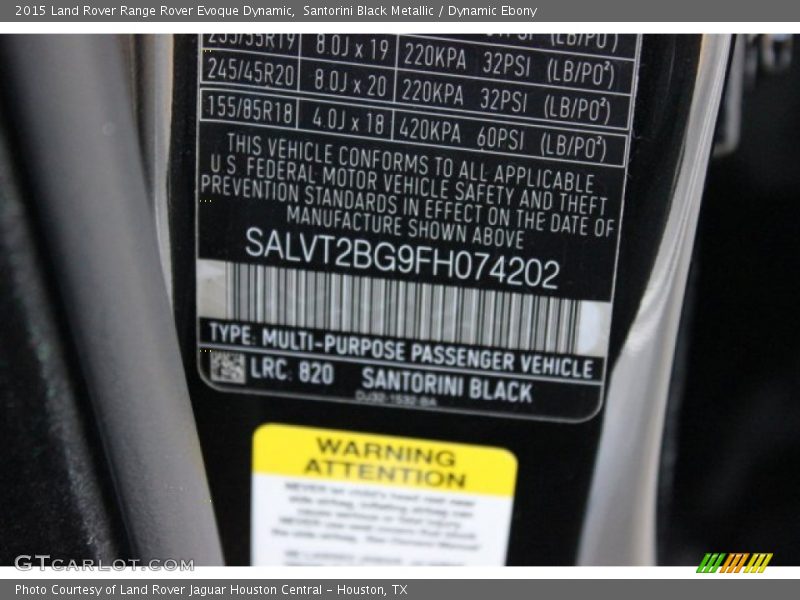 2015 Land Rover Range Rover Evoque Dynamic, Santorini Black Metallic / Dynamic Ebony
235/55R19 8.0J x 19 220KPA 32PSI (LB/PO²)
245/45R20 8.0J x 20 220KPA 32PSI (LB/PO²)
155/85R18 4.0J x 18 420KPA 60PSI (LB/PO²)
THIS VEHICLE CONFORMS TO ALL APPLICABLE
U.S. FEDERAL MOTOR VEHICLE SAFETY AND THEFT
PREVENTION STANDARDS IN EFFECT ON THE DATE OF
MANUFACTURE SHOWN ABOVE
SALVT2BG9FH074202
TYPE: MULTI-PURPOSE PASSENGER VEHICLE
LRC: 820 SANTORINI BLACK
WARNING
ATTENTION
GTCARLOT.COM
Photo Courtesy of Land Rover Jaguar Houston Central – Houston, TX